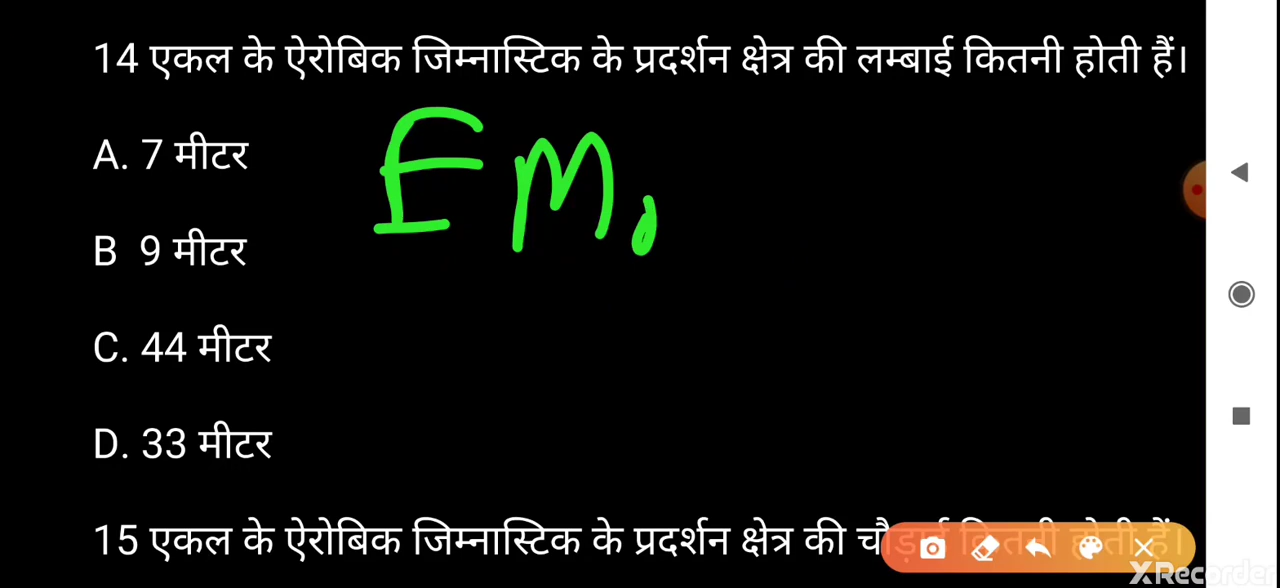 14 एकल के ऐरोबिक जिम्नास्टिक के प्रदर्शन क्षेत्र की लम्बाई कितनी होती हैं।
A. 7 मीटर
B 9 मीटर
C. 44 मीटर
D. 33 मीटर
15 एकल के ऐरोबिक जिम्नास्टिक के प्रदर्शन क्षेत्र की चौड़ाई कितनी होती हैं।
XRecorder